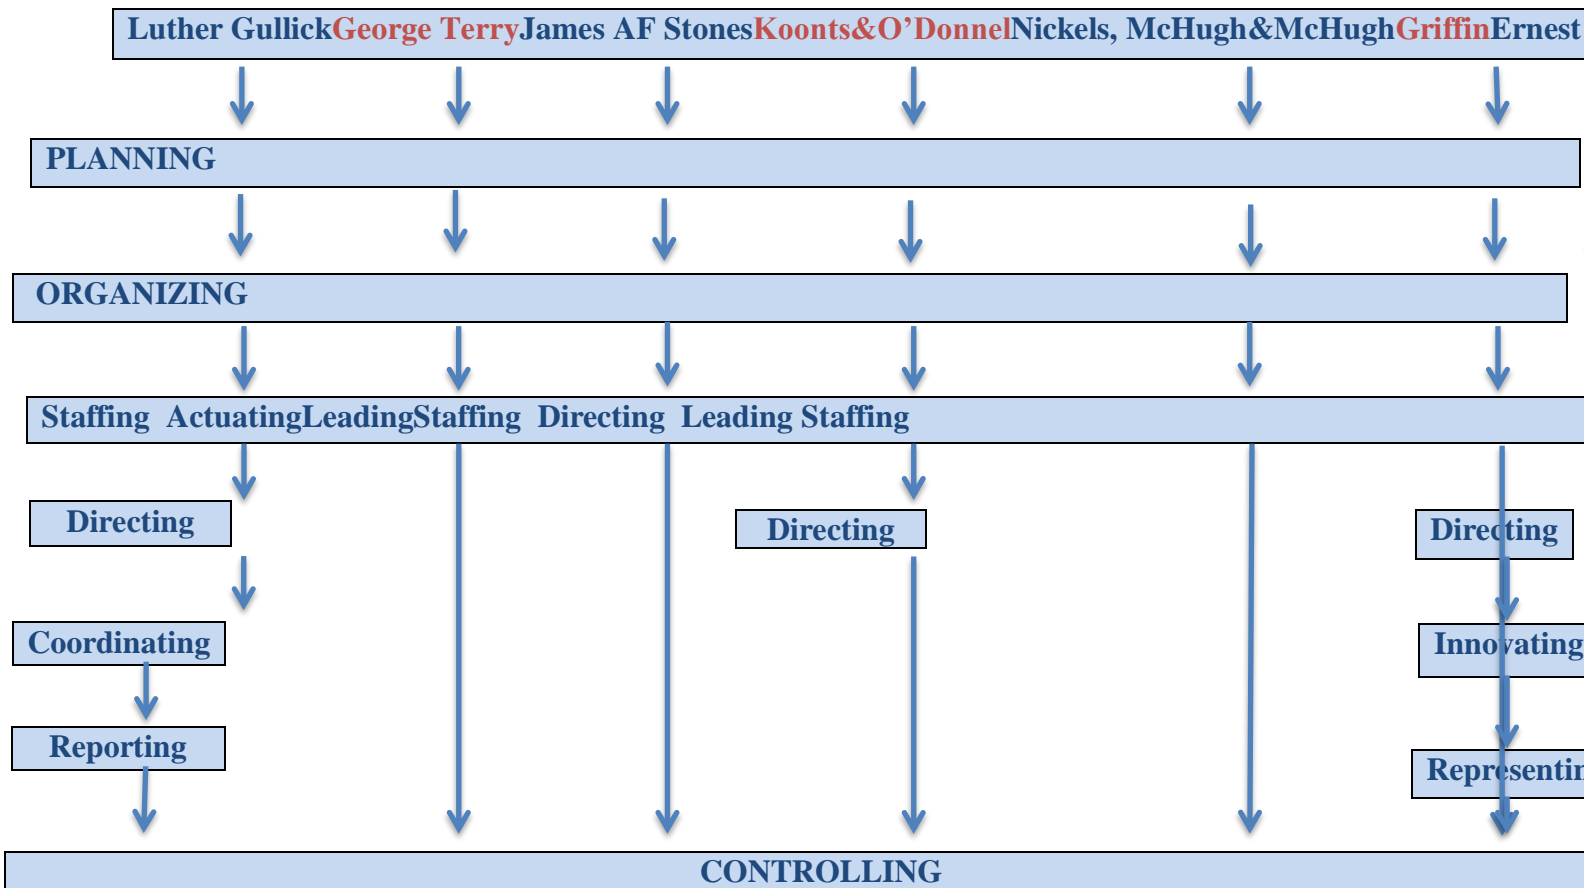 Luther GullickGeorge TerryJames AF StonesKoonts&O’DonnelNickels, McHugh&McHughGriffinErnest
PLANNING
ORGANIZING
Staffing ActuatingLeadingStaffing Directing Leading Staffing
Directing
Directing
Directing
Coordinating
Innovating
Reporting
Representin
CONTROLLING